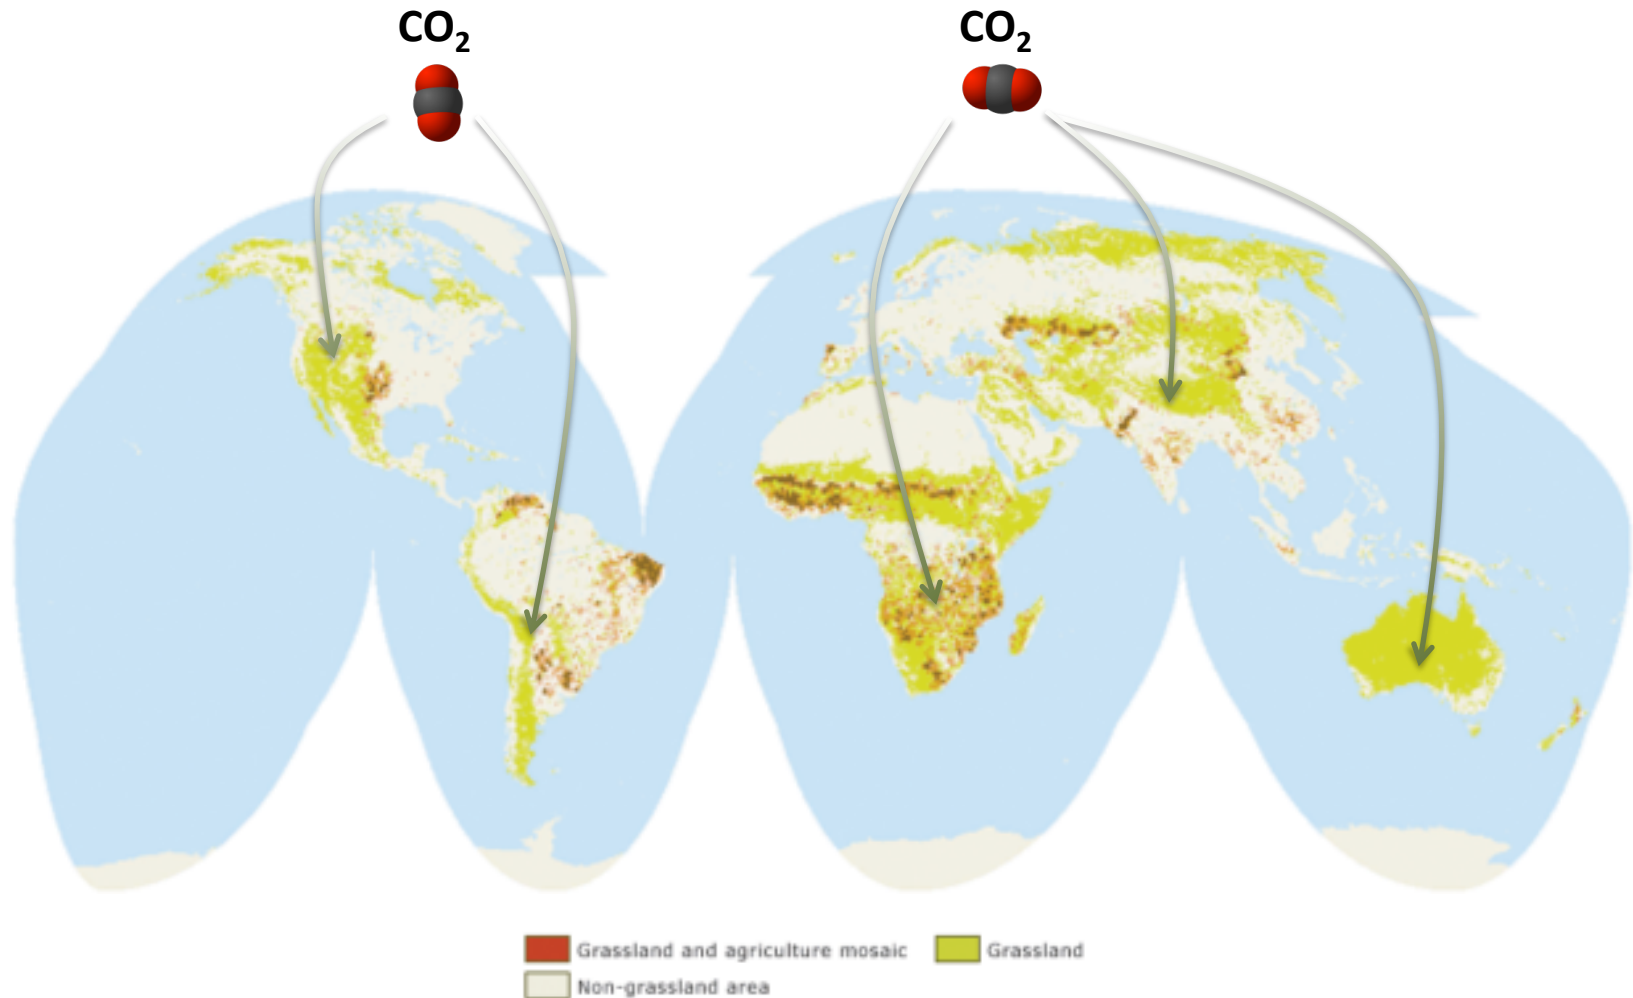 CO₂ CO₂
Grassland and agriculture mosaic Grassland
Non-grassland area